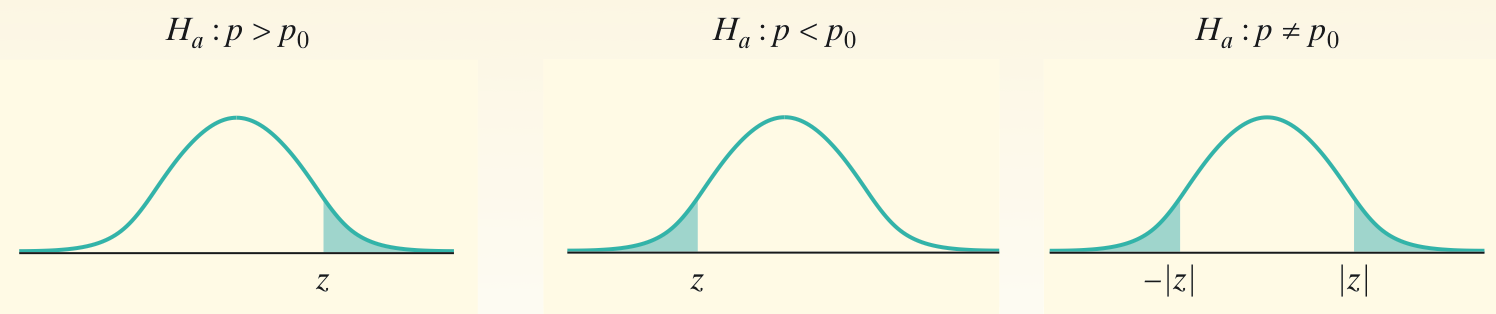 Hₐ : p > p₀
z
Hₐ : p < p₀
z
Hₐ : p ≠ p₀
−|z| |z|